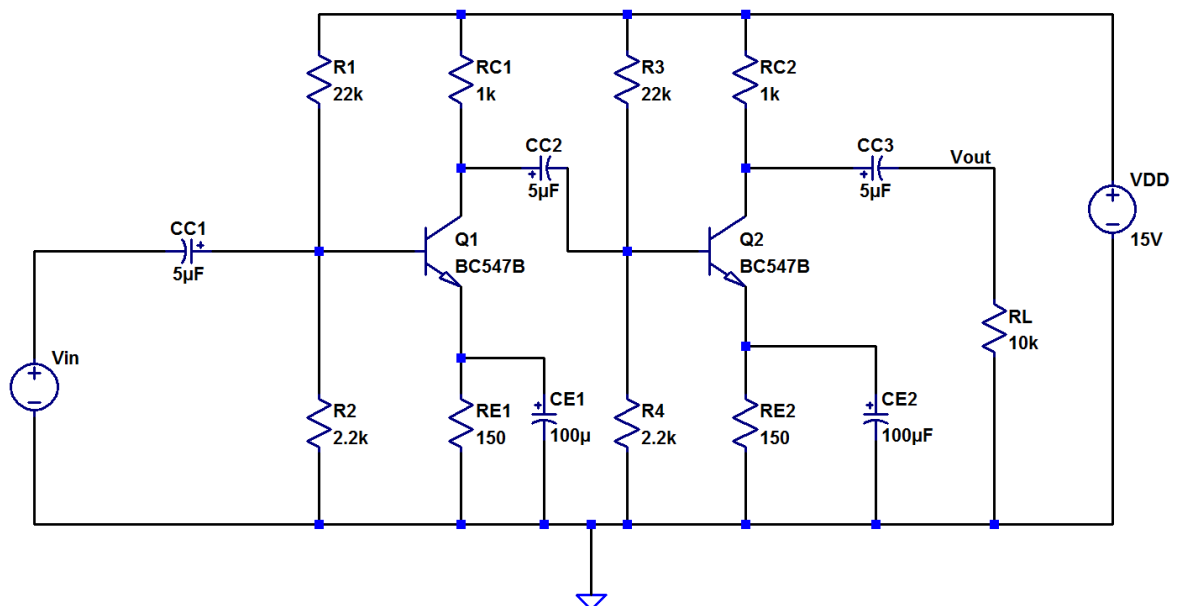 R1
22k
RC1
1k
R3
22k
RC2
1k
CC2
+
5µF
CC3
+
5µF
Vout
VDD
+
−
15V
CC1
+
5µF
Q1
BC547B
Q2
BC547B
RL
10k
Vin
+
−
R2
2.2k
RE1
150
+
CE1
100µ
R4
2.2k
RE2
150
+
CE2
100µF